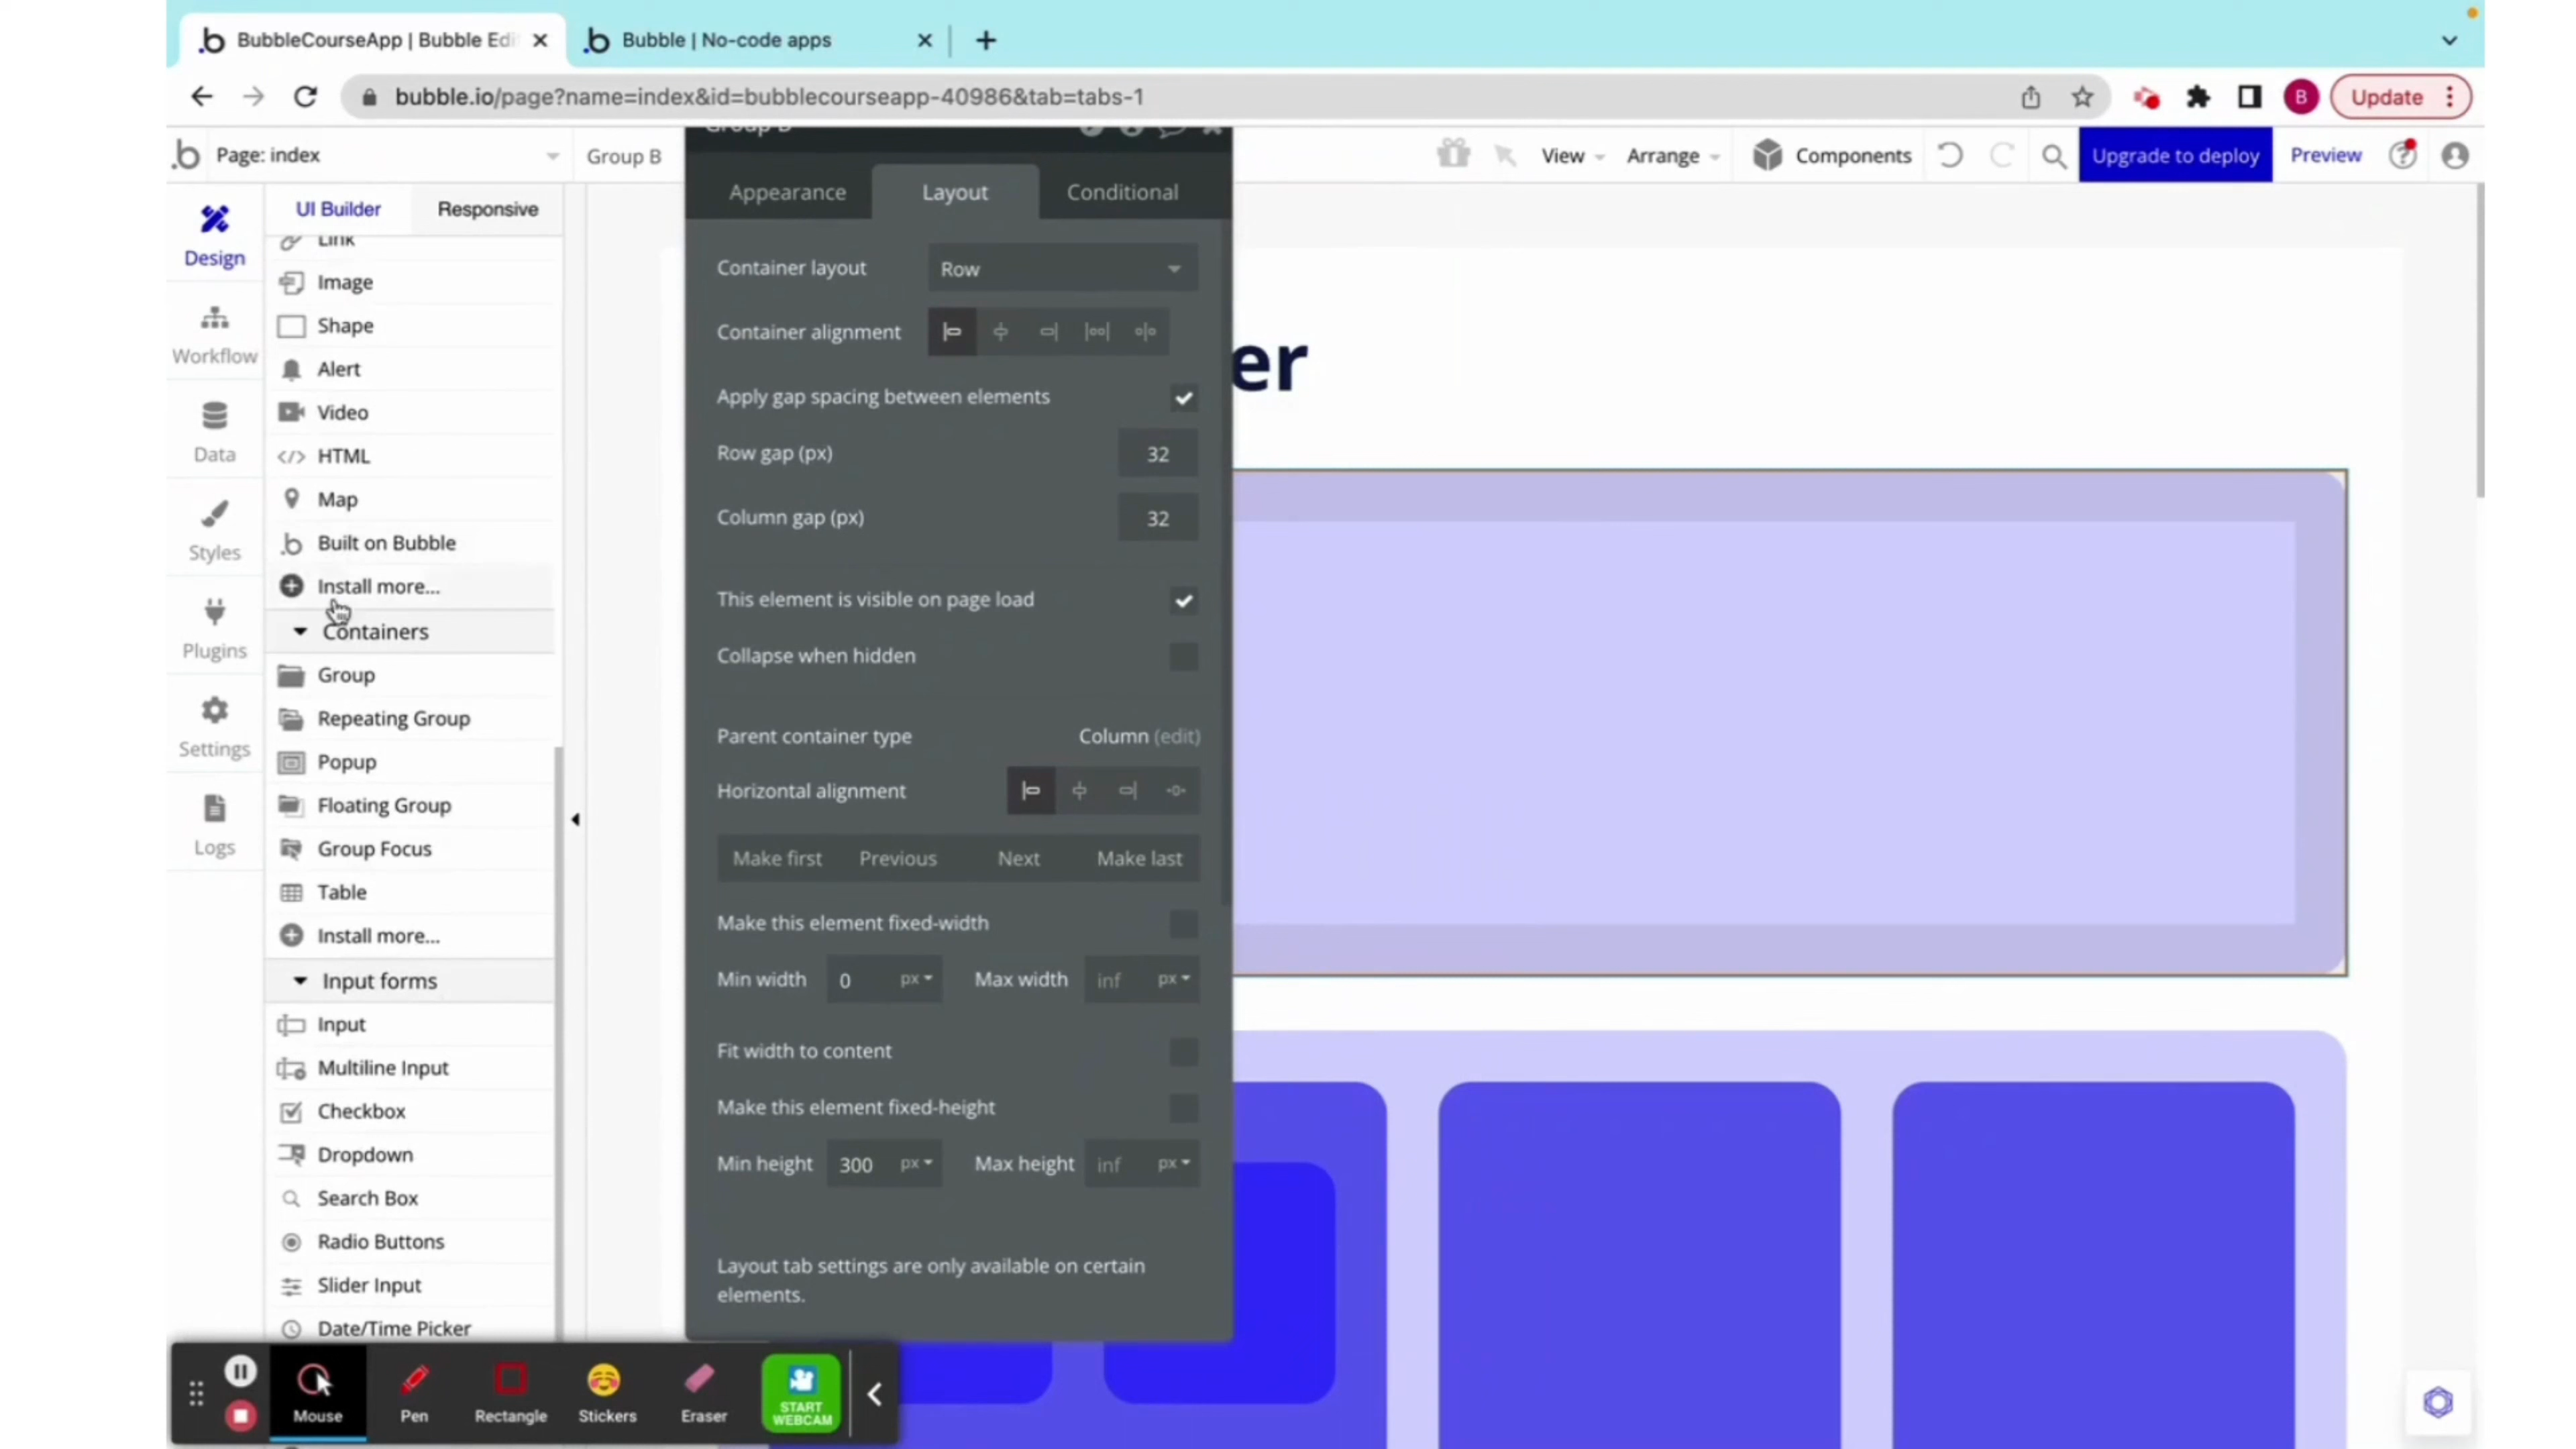 BubbleCourseApp | Bubble Edi
Bubble | No-code apps
bubble.io/page?name=index&id=bubblecourseapp-40986&tab=tabs-1
B
Update
Page: index
Group B
View
Arrange
Components
Upgrade to deploy
Preview
UI Builder
Responsive
Design
Workflow
Data
Styles
Plugins
Settings
Logs
Link
Image
Shape
Alert
Video
HTML
Map
Built on Bubble
Install more...
Containers
Group
Repeating Group
Popup
Floating Group
Group Focus
Table
Install more...
Input forms
Input
Multiline Input
Checkbox
Dropdown
Search Box
Radio Buttons
Slider Input
Date/Time Picker
Group B
Appearance
Layout
Conditional
Container layout
Row
Container alignment
Apply gap spacing between elements
Row gap (px)
32
Column gap (px)
32
This element is visible on page load
Collapse when hidden
Parent container type
Column (edit)
Horizontal alignment
Make first
Previous
Next
Make last
Make this element fixed-width
Min width
0
px
Max width
inf
px
Fit width to content
Make this element fixed-height
Min height
300
px
Max height
inf
px
Layout tab settings are only available on certain
elements.
er
Mouse
Pen
Rectangle
Stickers
Eraser
START
WEBCAM